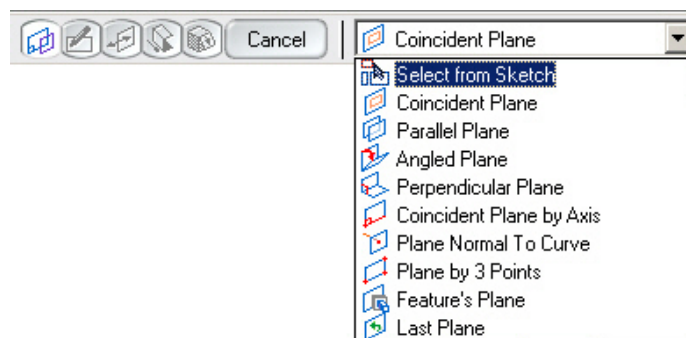 Cancel
Coincident Plane
Select from Sketch
Coincident Plane
Parallel Plane
Angled Plane
Perpendicular Plane
Coincident Plane by Axis
Plane Normal To Curve
Plane by 3 Points
Feature's Plane
Last Plane